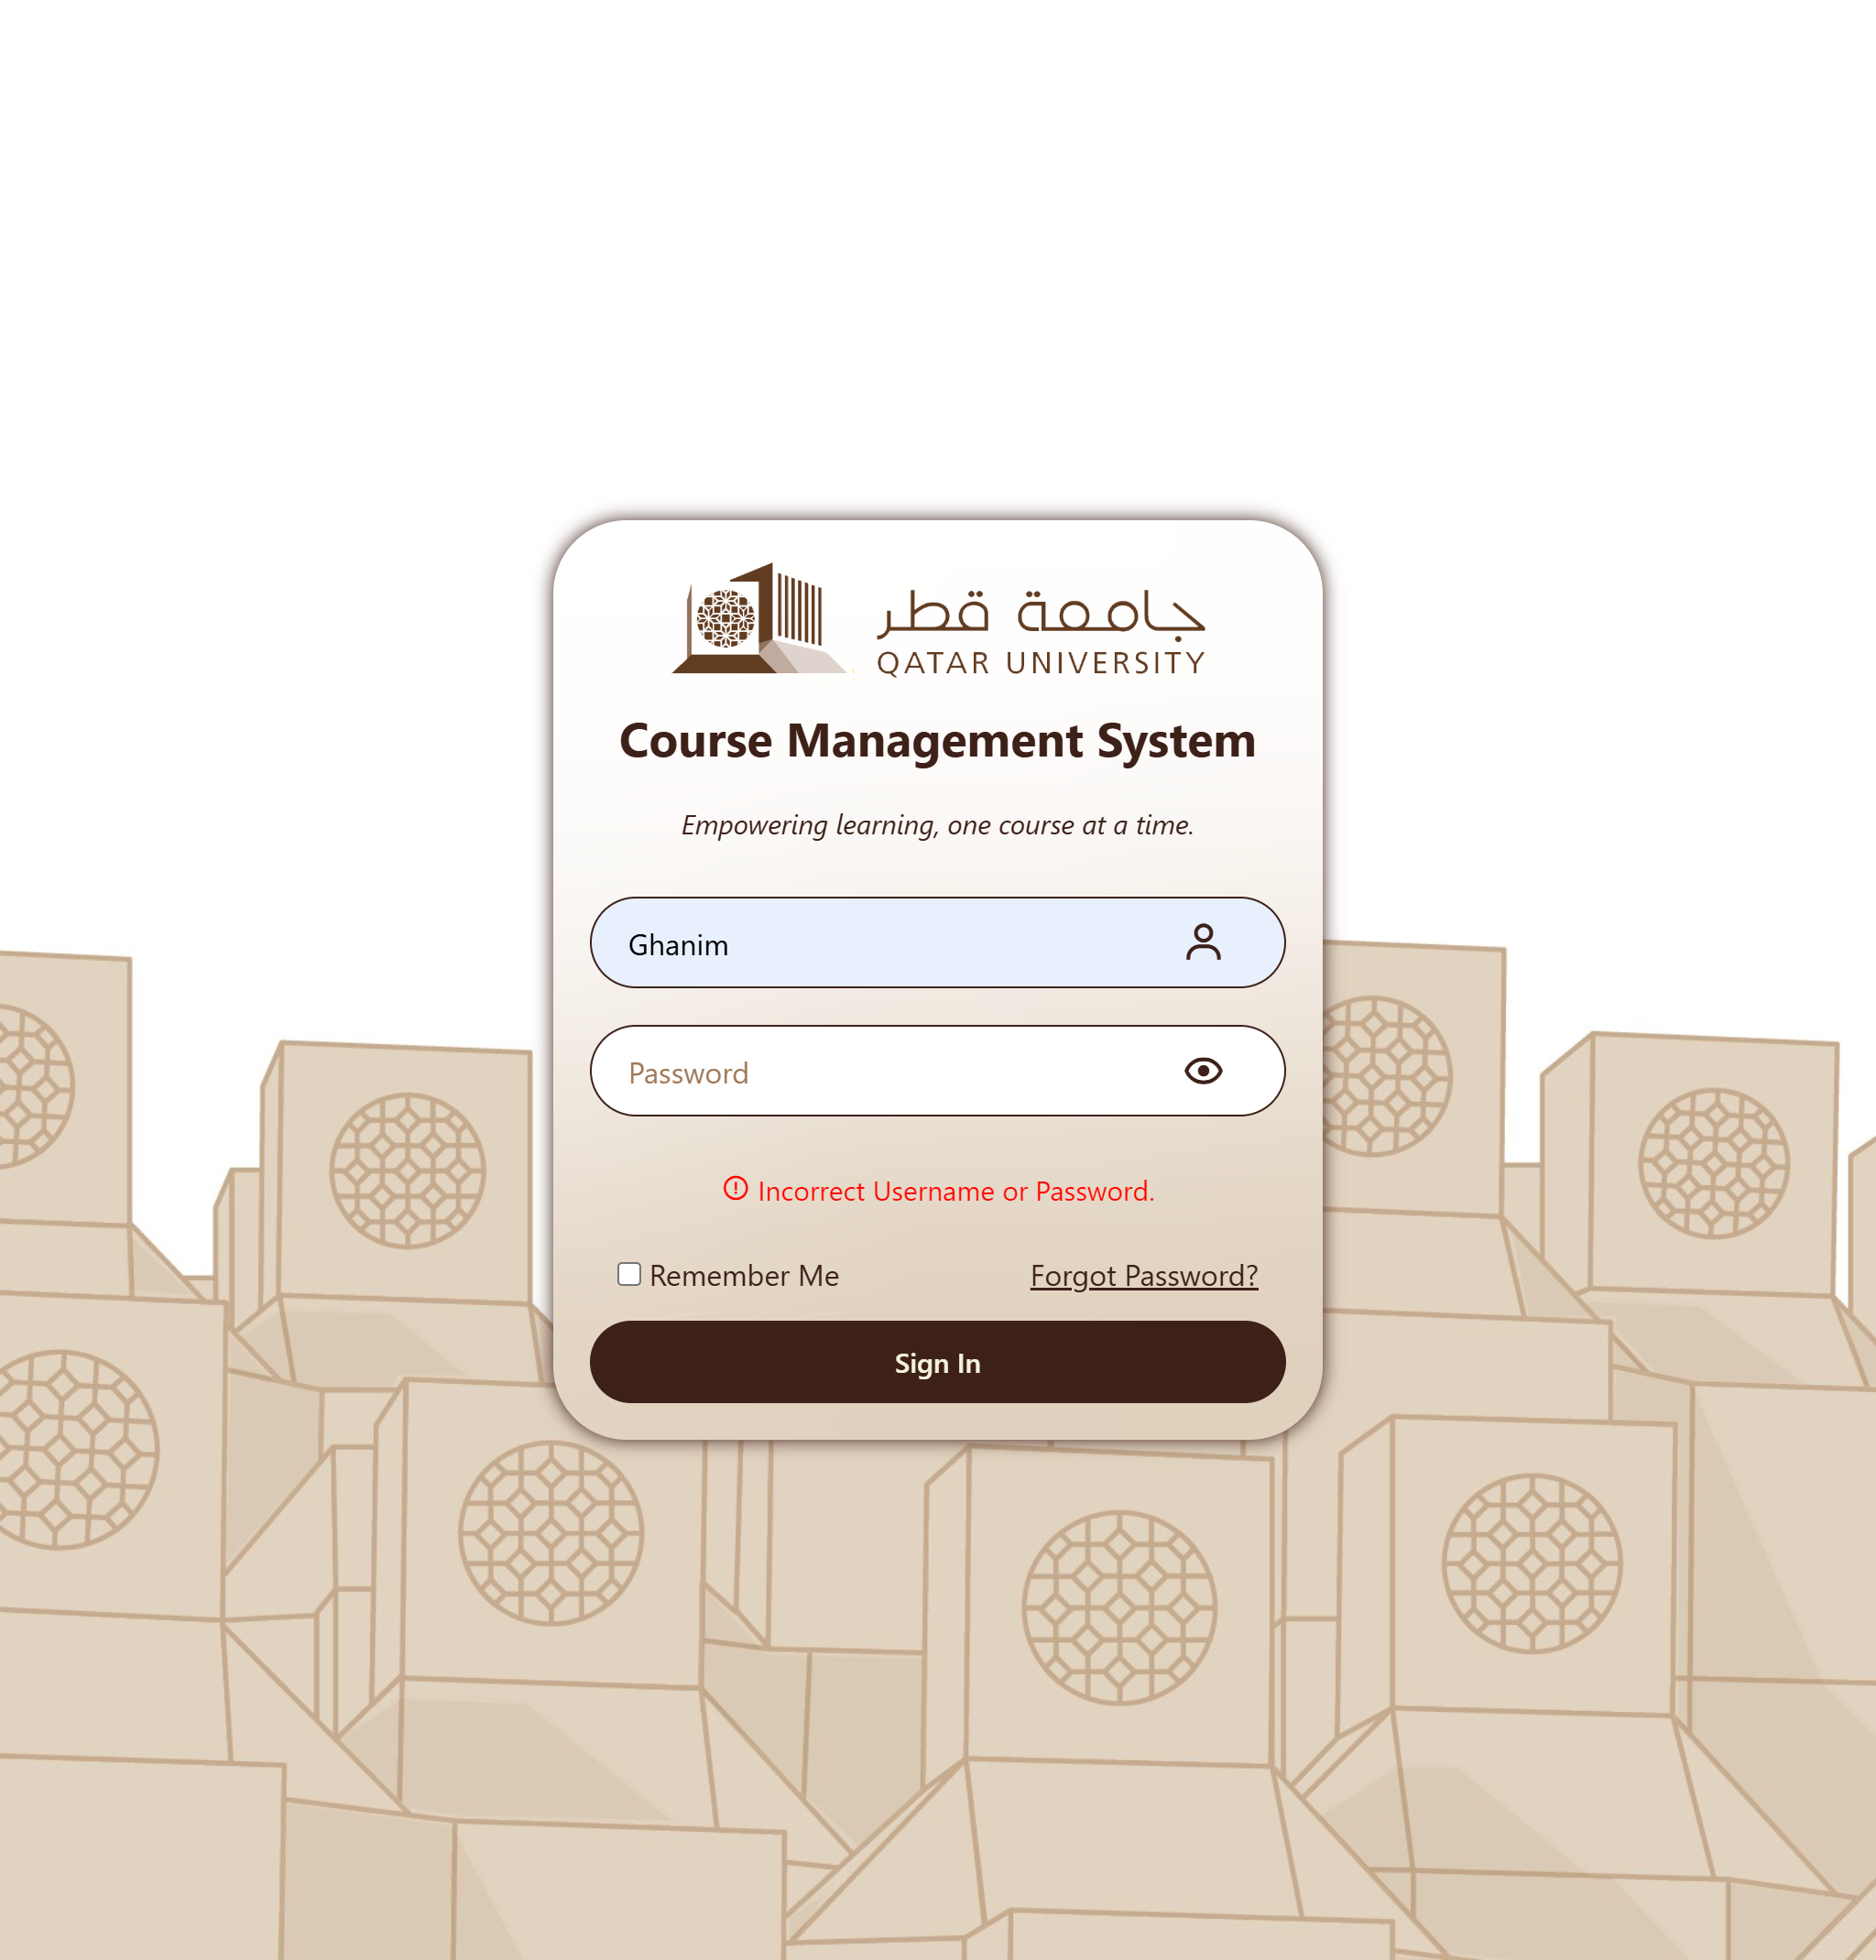 جامعة قطر
QATAR UNIVERSITY
Course Management System
Empowering learning, one course at a time.
Ghanim
Password
Incorrect Username or Password.
Remember Me
Forgot Password?
Sign In